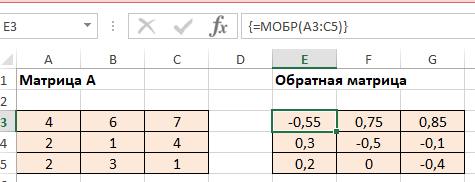 E3 fx {=МОБР(A3:C5)}
A B C D E F G
1 Матрица А Обратная матрица
2
3 4 6 7 -0,55 0,75 0,85
4 2 1 4 0,3 -0,5 -0,1
5 2 3 1 0,2 0 -0,4